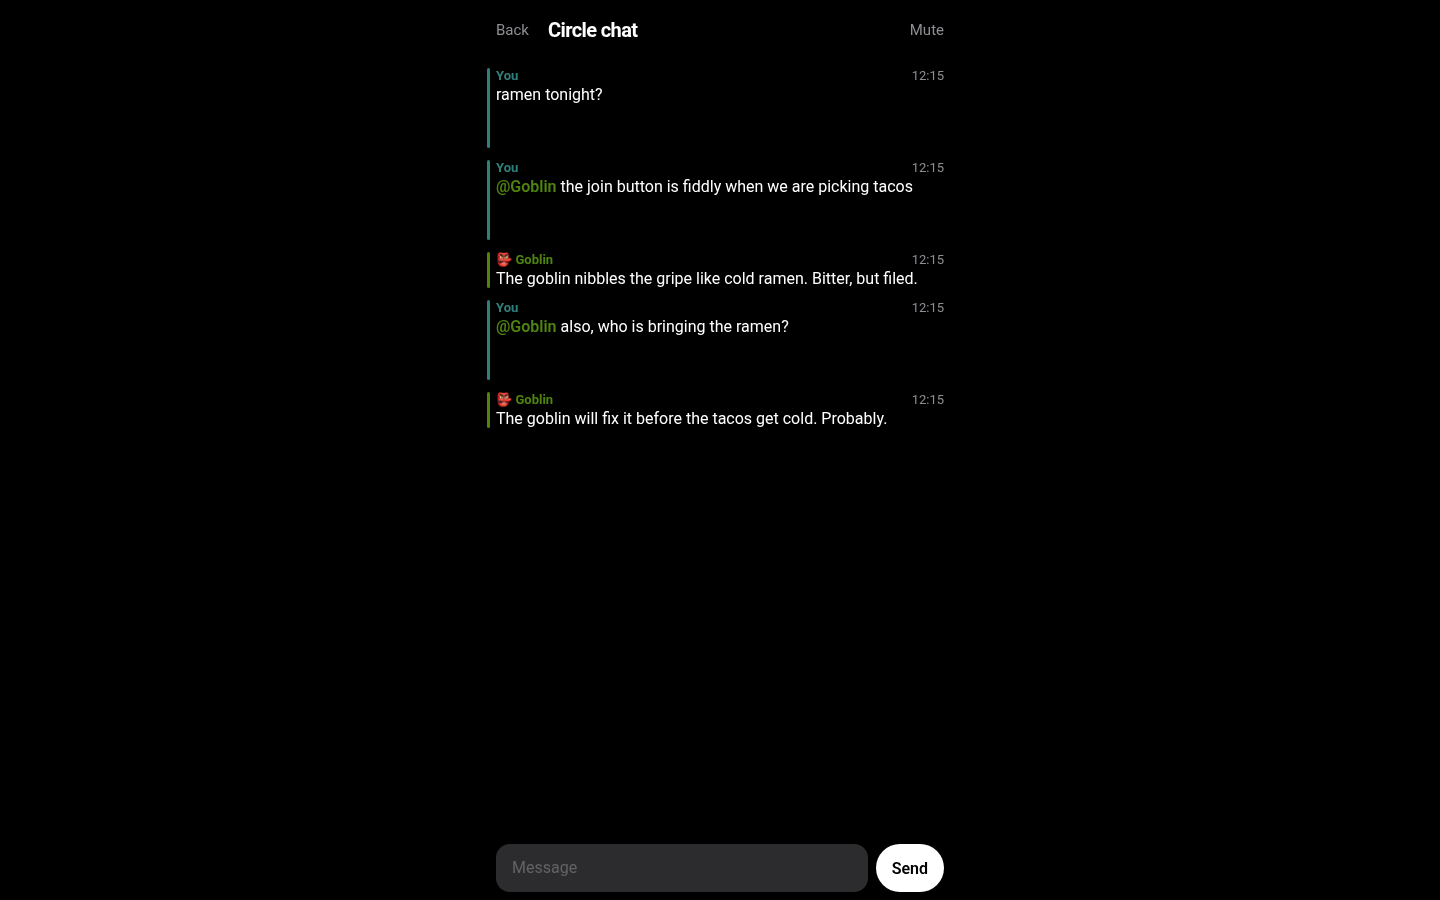 Back Circle chat Mute
You 12:15
ramen tonight?
You 12:15
@Goblin the join button is fiddly when we are picking tacos
👺 Goblin 12:15
The goblin nibbles the gripe like cold ramen. Bitter, but filed.
You 12:15
@Goblin also, who is bringing the ramen?
👺 Goblin 12:15
The goblin will fix it before the tacos get cold. Probably.
Message Send